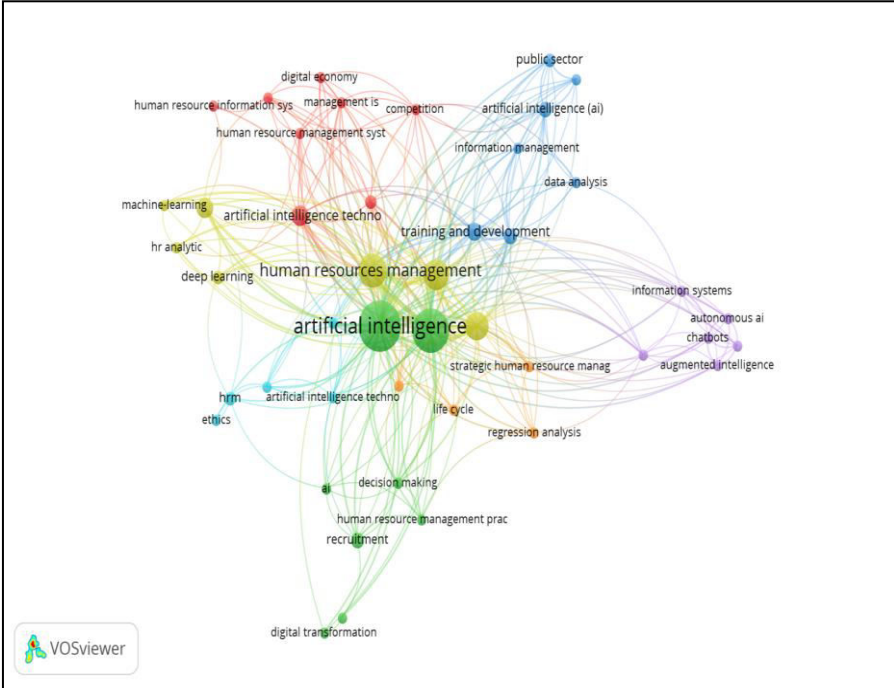 public sector
digital economy
human resource information sys
management is
competition
artificial intelligence (ai)
human resource management syst
information management
data analysis
machine-learning
artificial intelligence techno
training and development
hr analytic
deep learning
human resources management
information systems
artificial intelligence
autonomous ai
chatbots
strategic human resource manag
augmented intelligence
hrm
artificial intelligence techno
life cycle
ethics
regression analysis
decision making
ai
human resource management prac
recruitment
digital transformation
VOSviewer